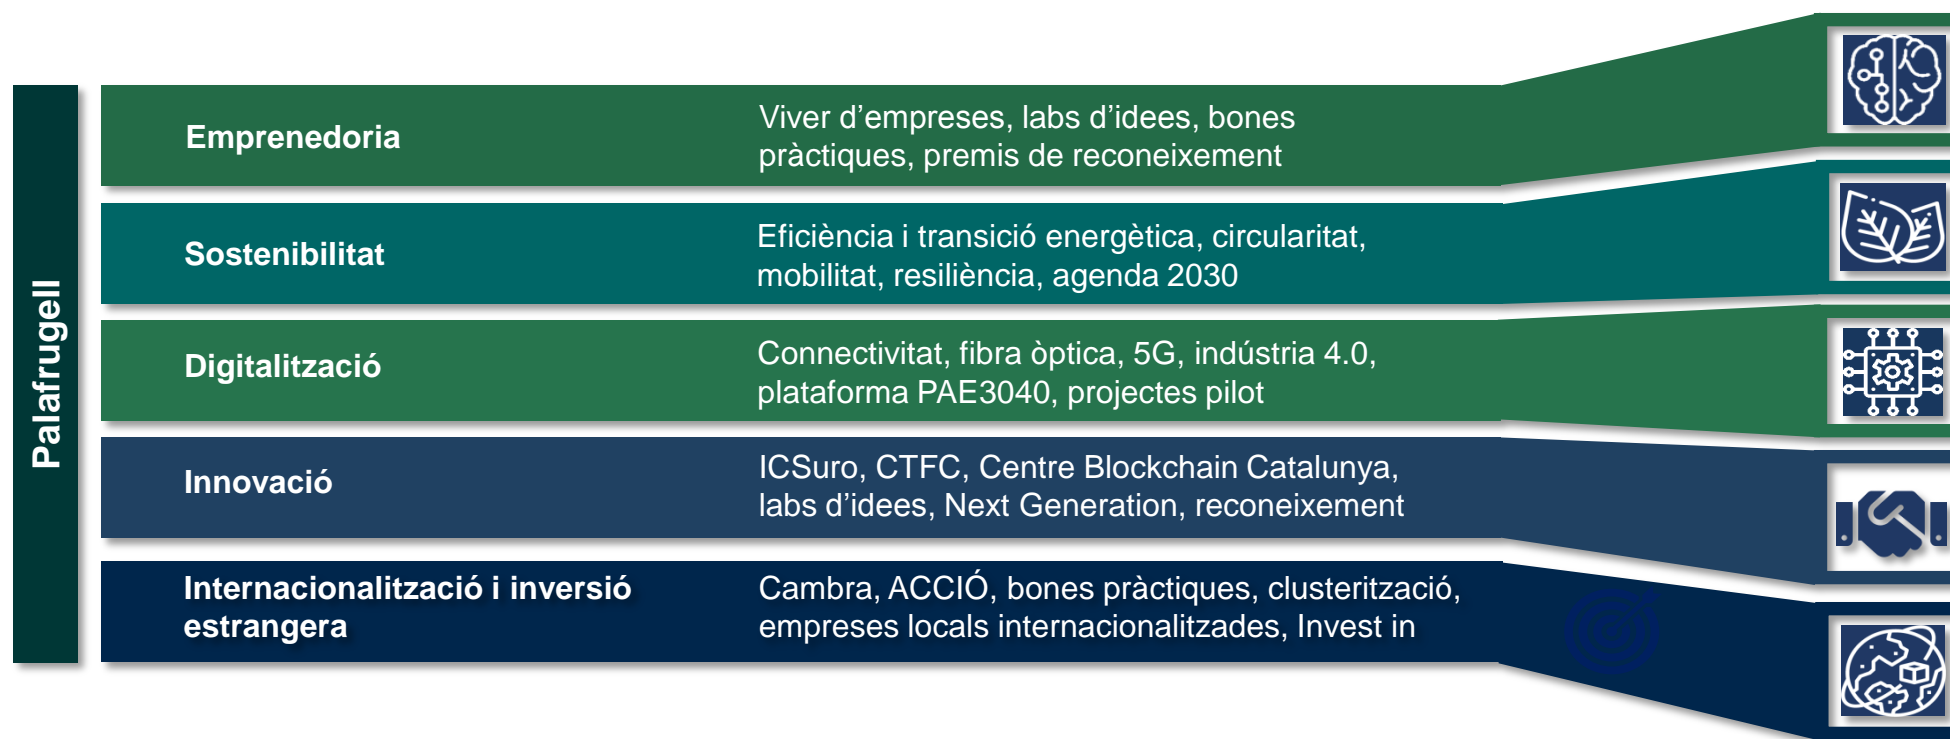 Palafrugell
Emprenedoria
Viver d’empreses, labs d’idees, bones
pràctiques, premis de reconeixement
Sostenibilitat
Eficiència i transició energètica, circularitat,
mobilitat, resiliència, agenda 2030
Digitalització
Connectivitat, fibra òptica, 5G, indústria 4.0,
plataforma PAE3040, projectes pilot
Innovació
ICSuro, CTFC, Centre Blockchain Catalunya,
labs d’idees, Next Generation, reconeixement
Internacionalització i inversió
estrangera
Cambra, ACCIÓ, bones pràctiques, clusterització,
empreses locals internacionalitzades, Invest in